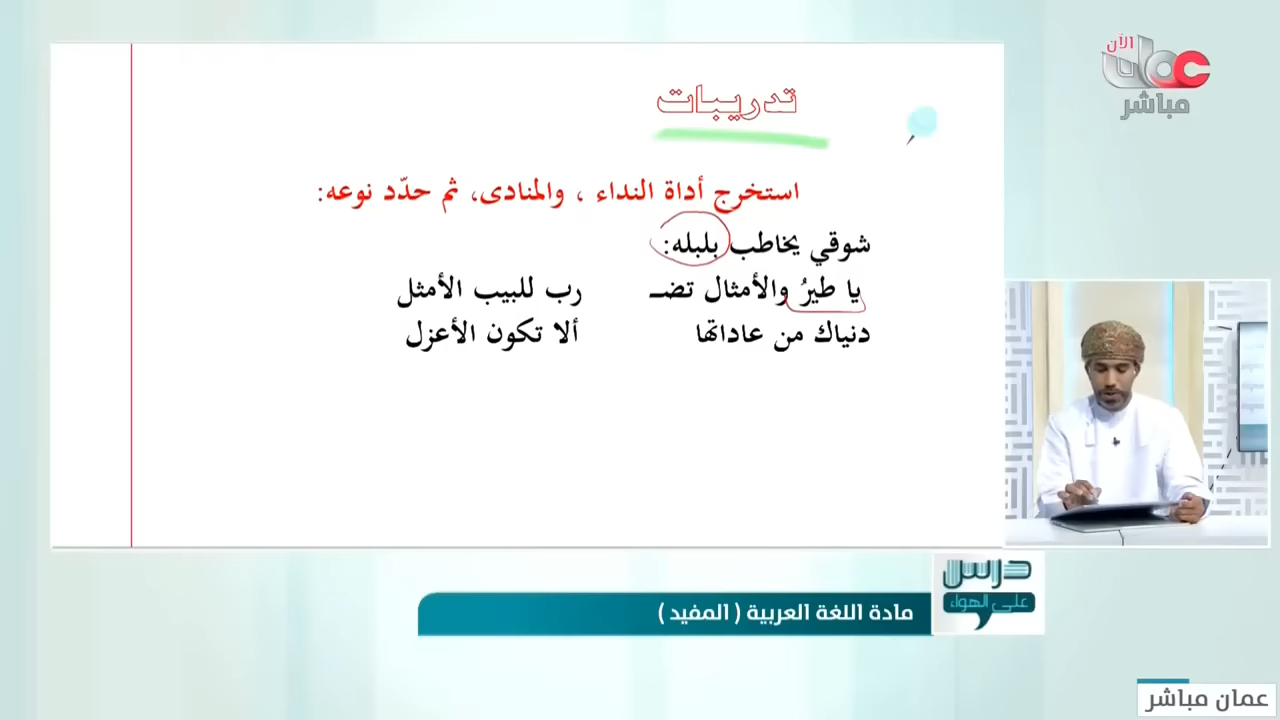 الآن
عمان
مباشر
تدريبات
استخرج أداة النداء ، والمنادى، ثم حدّد نوعه:
شوقي يخاطب بلبله:
يا طيرُ والأمثال تضـ رب للبيب الأمثل
دنياك من عاداتها ألا تكون الأعزل
درس
على الهواء
مادة اللغة العربية ( المفيد )
عمان مباشر